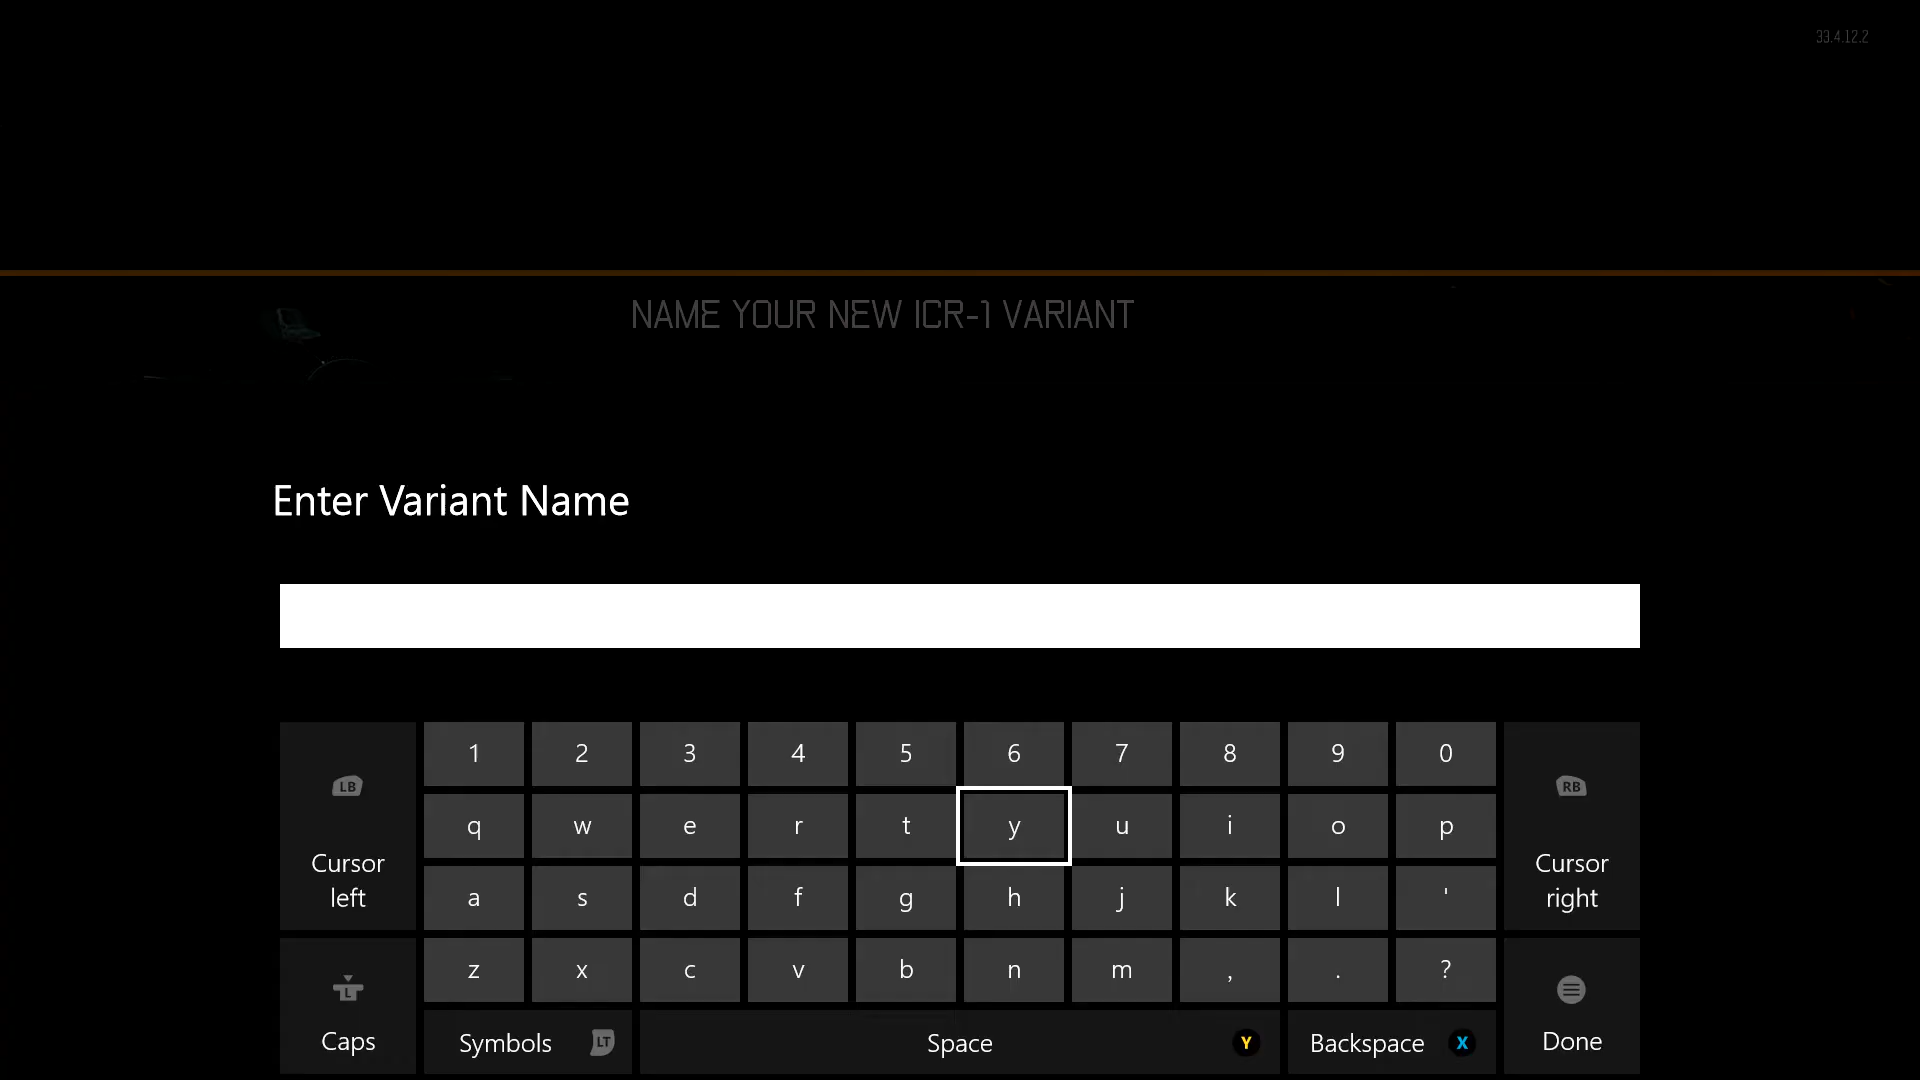 33.4.12.2
NAME YOUR NEW ICR-1 VARIANT
Enter Variant Name
1 2 3 4 5 6 7 8 9 0
LB RB
q w e r t y u i o p
Cursor left Cursor right
a s d f g h j k l '
z x c v b n m , . ?
L
Caps Symbols LT Space Y Backspace X Done